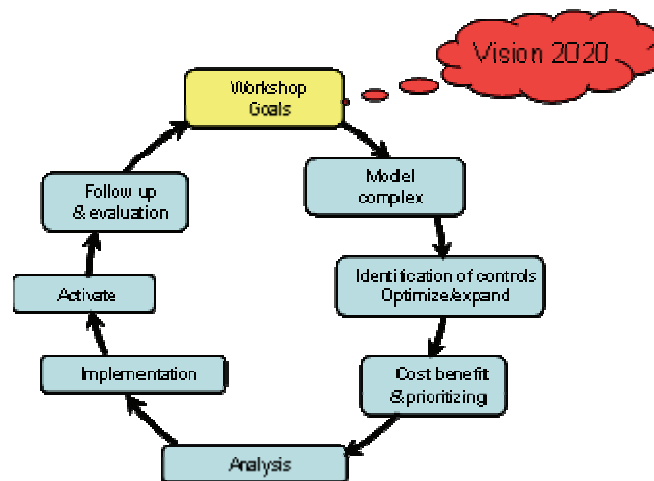 Vision 2020
Workshop
Goals
Model
complex
Identification of controls
Optimize/expand
Cost benefit
& prioritizing
Analysis
Implementation
Activate
Follow up
& evaluation